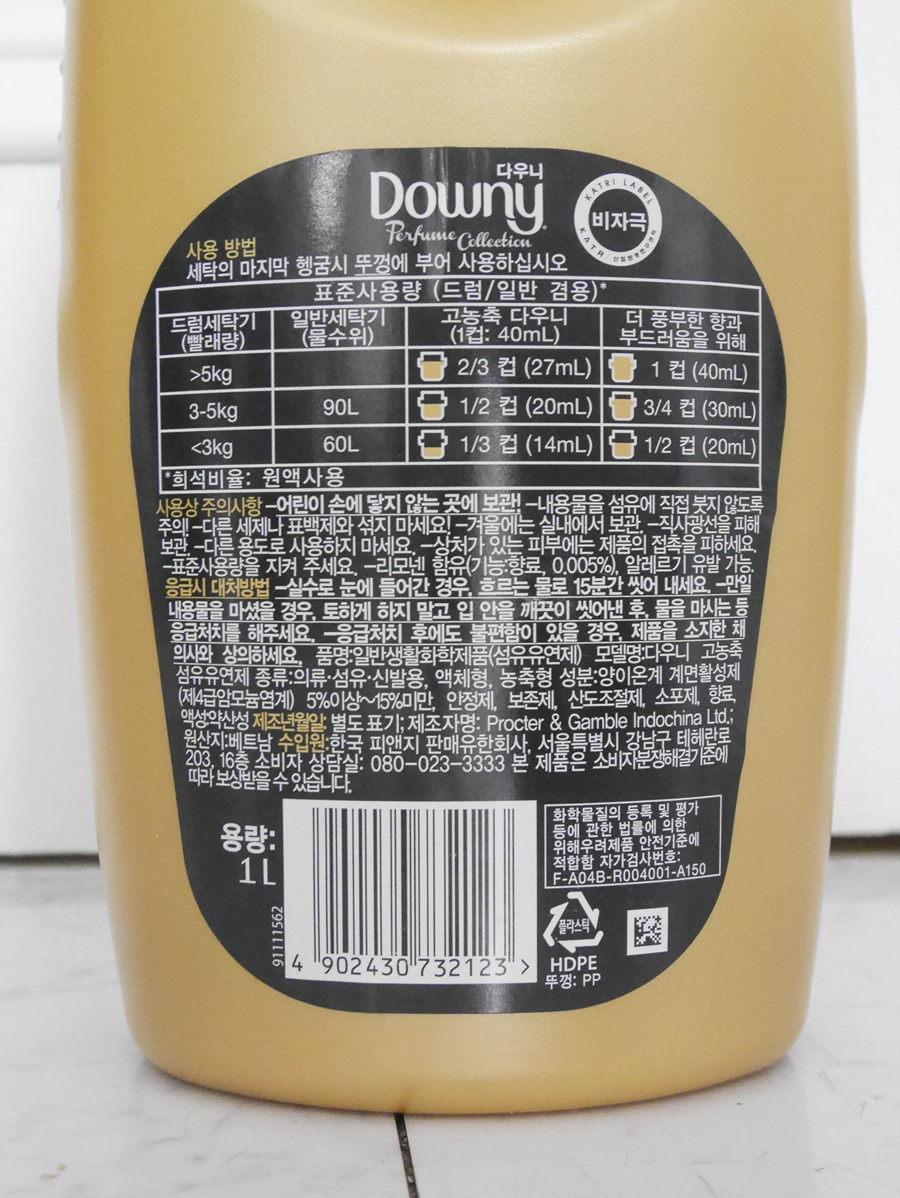 다우니
Downy
Perfume Collection
KATRI LABEL
비자극
KATRI
사용 방법
세탁의 마지막 헹굼시 뚜껑에 부어 사용하십시오
표준사용량 (드럼/일반 겸용)*
드럼세탁기 (빨래량) 일반세탁기 (물수위) 고농축 다우니 (1컵: 40mL) 더 풍부한 향과 부드러움을 위해
>5kg 2/3 컵 (27mL) 1 컵 (40mL)
3-5kg 90L 1/2 컵 (20mL) 3/4 컵 (30mL)
<3kg 60L 1/3 컵 (14mL) 1/2 컵 (20mL)
*희석비율: 원액사용
사용상 주의사항 -어린이 손에 닿지 않는 곳에 보관! -내용물을 섬유에 직접 붓지 않도록
주의! -다른 세제나 표백제와 섞지 마세요! -겨울에는 실내에서 보관. -직사광선을 피해
보관. -다른 용도로 사용하지 마세요. -상처가 있는 피부에는 제품의 접촉을 피하세요.
-표준사용량을 지켜 주세요. -리모넨 함유(기능:향료, 0,005%), 알레르기 유발 가능.
응급시 대처방법 -실수로 눈에 들어간 경우, 흐르는 물로 15분간 씻어 내세요. -만일
내용물을 마셨을 경우, 토하게 하지 말고 입 안을 깨끗이 씻어낸 후, 물을 마시는 등
응급처치를 해주세요. -응급처치 후에도 불편함이 있을 경우, 제품을 소지한 채
의사와 상의하세요. 품명:일반생활화학제품(섬유유연제) 모델명:다우니 고농축
섬유유연제 종류:의류·섬유·신발용, 액체형, 농축형 성분:양이온계 계면활성제
(제4급암모늄염계) 5%이상~15%미만, 안정제, 보존제, 산도조절제, 소포제, 향료,
액성:약산성 제조년월일: 별도표기; 제조자명: Procter & Gamble Indochina Ltd.;
원산지:베트남 수입원:한국 피앤지 판매유한회사, 서울특별시 강남구 테헤란로
203, 16층 소비자 상담실: 080-023-3333 본 제품은 소비자분쟁해결기준에
따라 보상받을 수 있습니다.
용량:
1L
화학물질의 등록 및 평가
등에 관한 법률에 의한
위해우려제품 안전기준에
적합함 자가검사번호:
F-A04B-R004001-A150
91111562
4 902430 732123 >
플라스틱
HDPE
뚜껑: PP